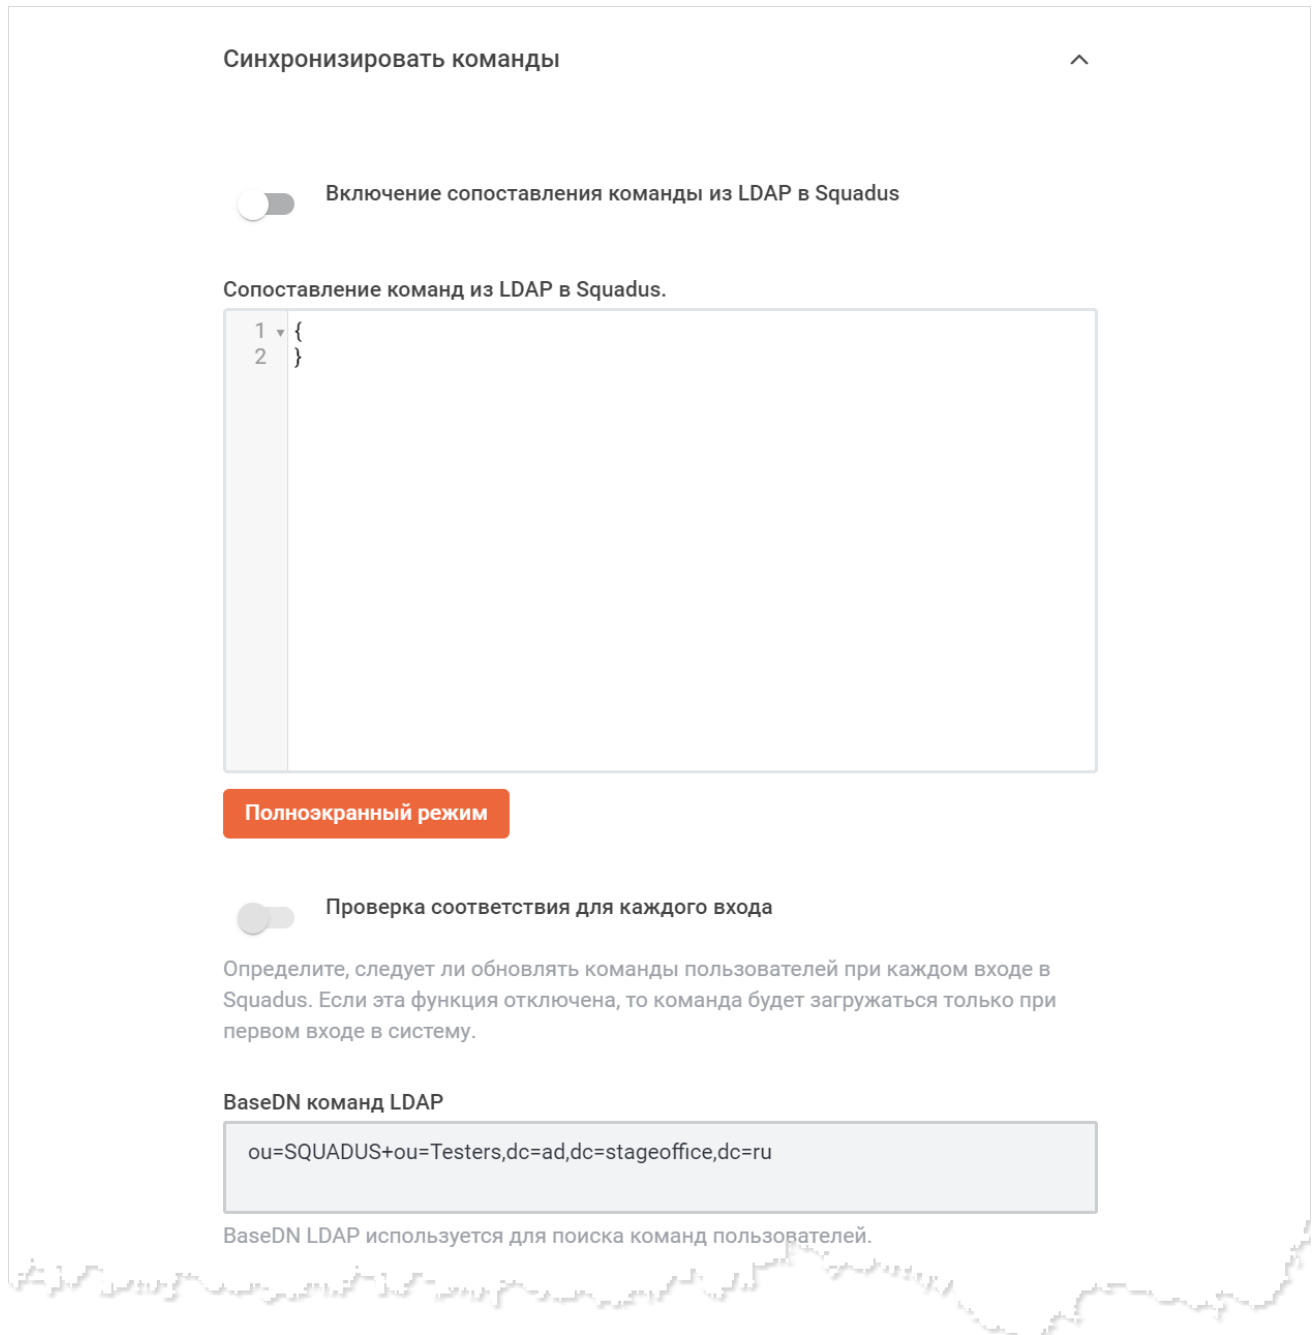 Синхронизировать команды
Включение сопоставления команды из LDAP в Squadus
Сопоставление команд из LDAP в Squadus.
1 {
2 }
Полноэкранный режим
Проверка соответствия для каждого входа
Определите, следует ли обновлять команды пользователей при каждом входе в
Squadus. Если эта функция отключена, то команда будет загружаться только при
первом входе в систему.
BaseDN команд LDAP
ou=SQUADUS+ou=Testers,dc=ad,dc=stageoffice,dc=ru
BaseDN LDAP используется для поиска команд пользователей.